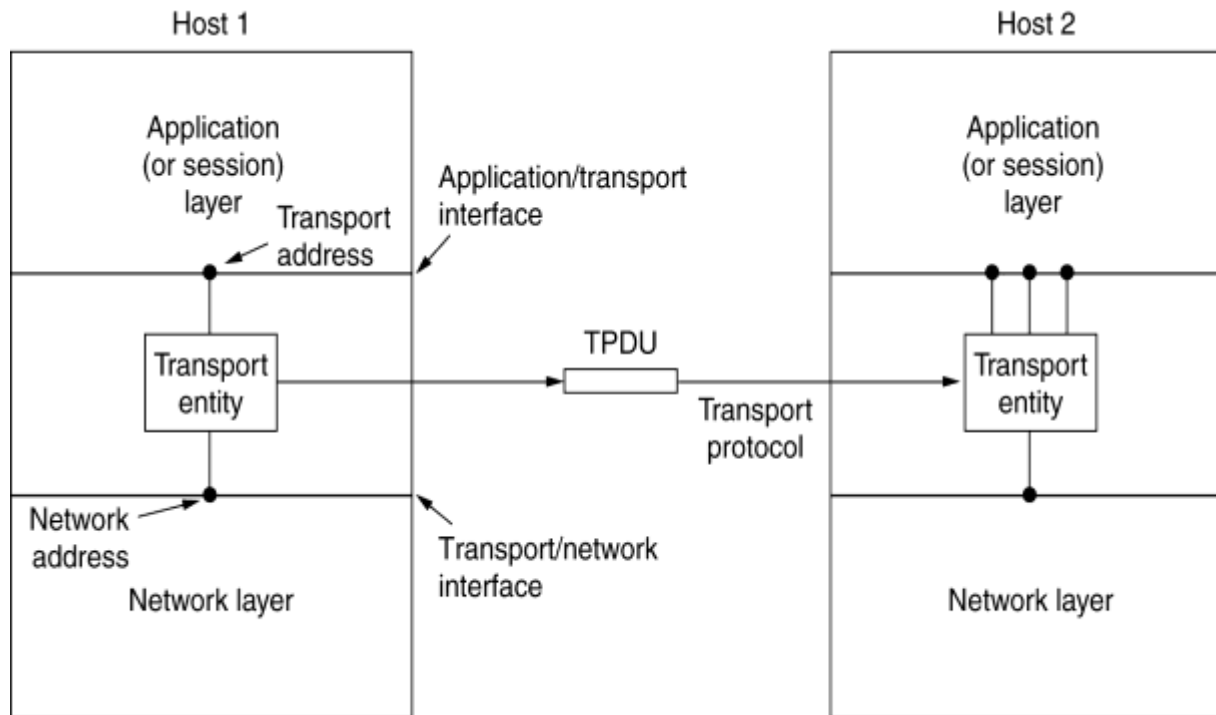 Host 1
Host 2
Application
(or session)
layer
Application/transport
interface
Application
(or session)
layer
Transport
address
TPDU
Transport
entity
Transport
protocol
Transport
entity
Network
address
Transport/network
interface
Network layer
Network layer